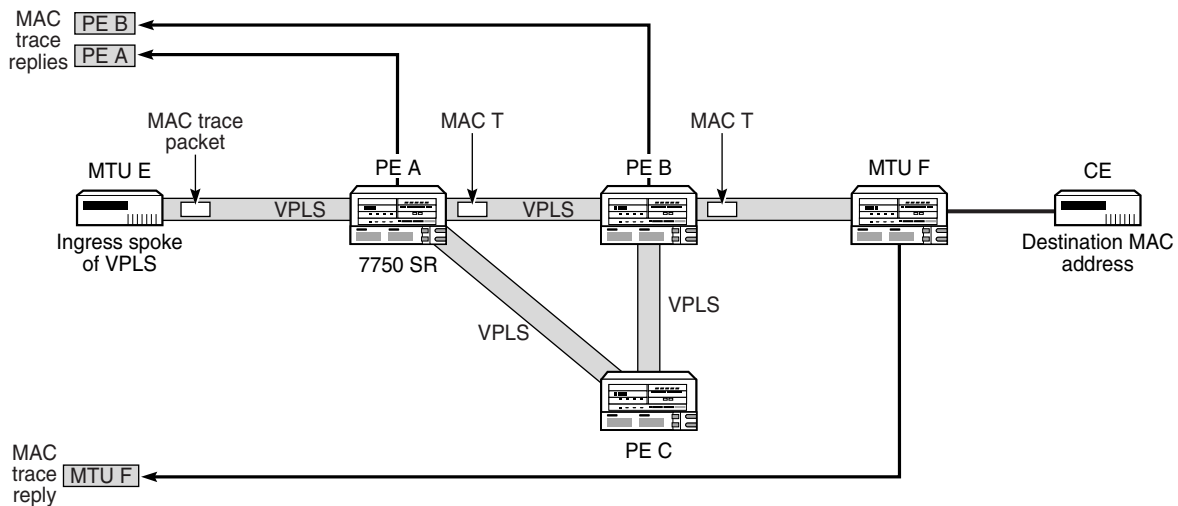 MAC
trace
replies
PE B
PE A
MAC trace
packet
MAC T
MAC T
MTU E
PE A
PE B
MTU F
CE
VPLS
VPLS
Ingress spoke
of VPLS
7750 SR
Destination MAC
address
VPLS
VPLS
PE C
MAC
trace
reply
MTU F